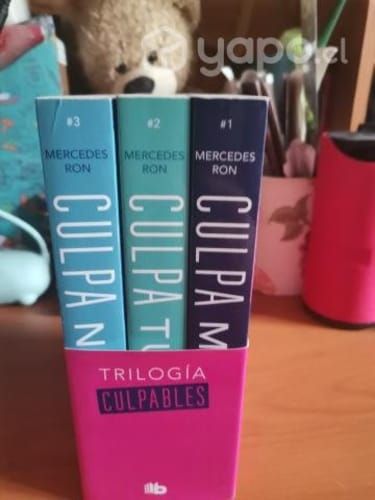 yapo.cl
#3
MERCEDES
RON
CULPA N
#2
MERCEDES
RON
CULPA TU
#1
MERCEDES
RON
CULPA M
TRILOGÍA
CULPABLES
b